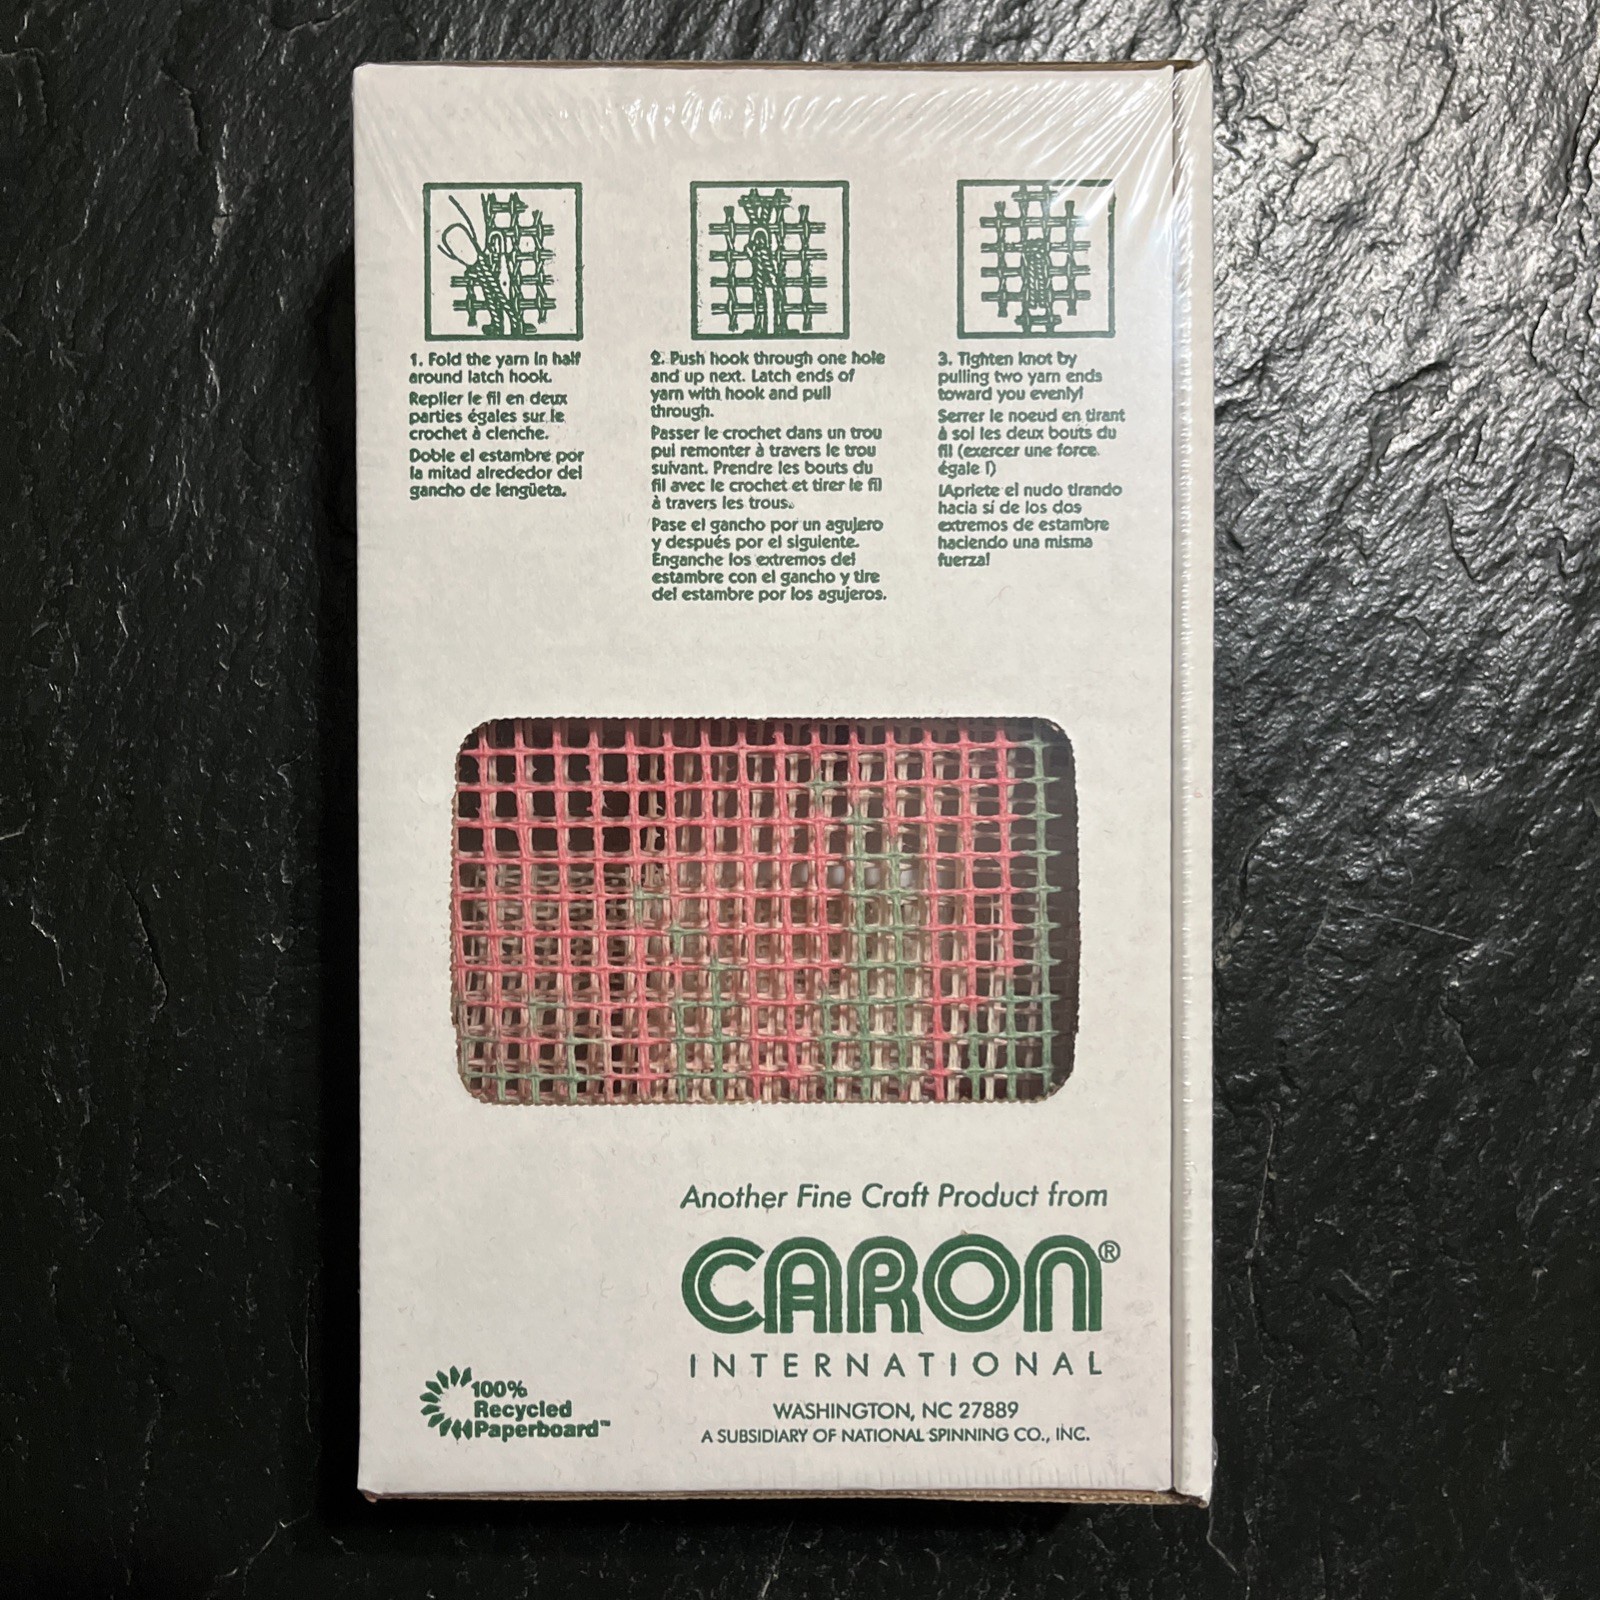 1. Fold the yarn in half
around latch hook.
Replier le fil en deux
parties égales sur le
crochet à clenche.
Doble el estambre por
la mitad alrededor del
gancho de lengüeta.
2. Push hook through one hole
and up next. Latch ends of
yarn with hook and pull
through.
Passer le crochet dans un trou
pui remonter à travers le trou
suivant. Prendre les bouts du
fil avec le crochet et tirer le fil
à travers les trous.
Pase el gancho por un agujero
y después por el siguiente.
Enganche los extremos del
estambre con el gancho y tire
del estambre por los agujeros.
3. Tighten knot by
pulling two yarn ends
toward you evenly!
Serrer le noeud en tirant
à soi les deux bouts du
fil (exercer une force
égale !)
¡Apriete el nudo tirando
hacia sí de los dos
extremos de estambre
haciendo una misma
fuerza!
Another Fine Craft Product from
CARON®
INTERNATIONAL
WASHINGTON, NC 27889
A SUBSIDIARY OF NATIONAL SPINNING CO., INC.
100%
Recycled
Paperboard™